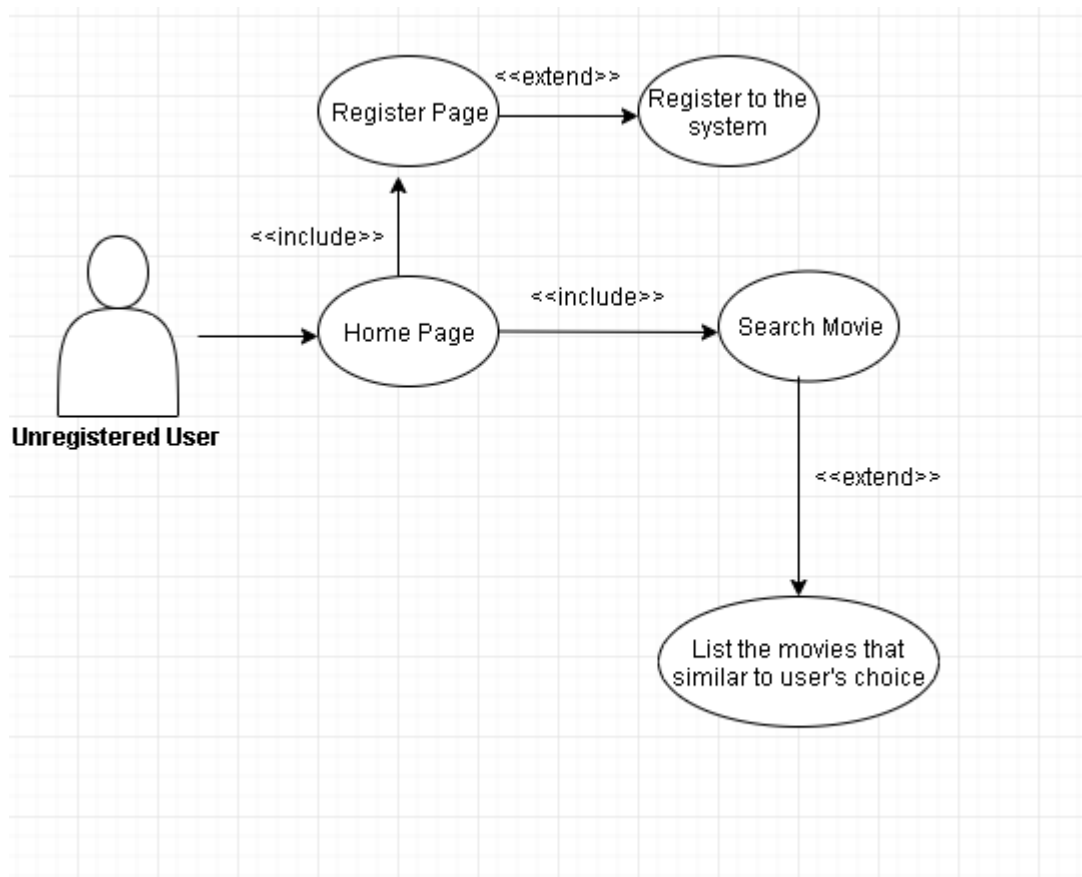 <<extend>>
Register Page
Register to the
system
<<include>>
<<include>>
Home Page
Search Movie
Unregistered User
<<extend>>
List the movies that
similar to user's choice